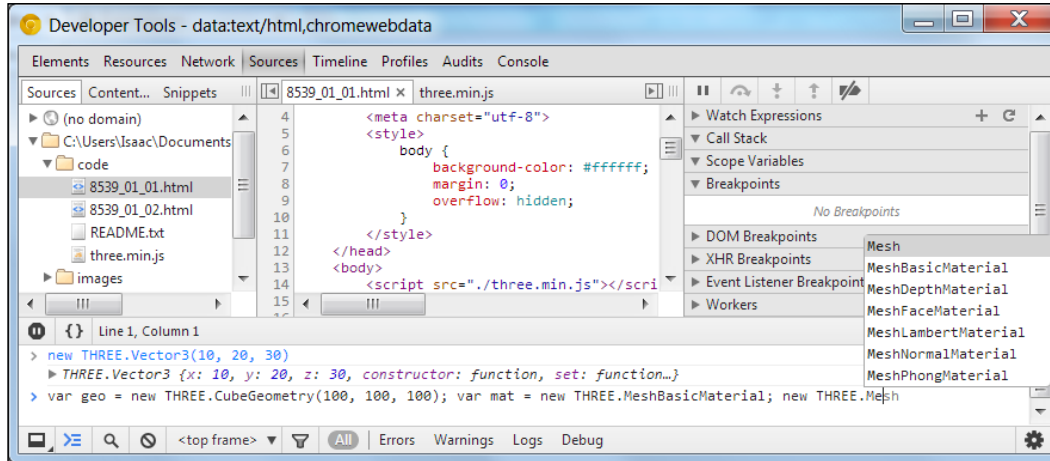 Developer Tools - data:text/html,chromewebdata
Elements Resources Network Sources Timeline Profiles Audits Console
Sources Content... Snippets
8539_01_01.html × three.min.js
(no domain)
C:\Users\Isaac\Documents
code
8539_01_01.html
8539_01_02.html
README.txt
three.min.js
images
4 <meta charset="utf-8">
5 <style>
6 body {
7 background-color: #ffffff;
8 margin: 0;
9 overflow: hidden;
10 }
11 </style>
12 </head>
13 <body>
14 <script src="./three.min.js"></scri
15
16
Watch Expressions
Call Stack
Scope Variables
Breakpoints
No Breakpoints
DOM Breakpoints
XHR Breakpoints
Event Listener Breakpoint
Workers
Mesh
MeshBasicMaterial
MeshDepthMaterial
MeshFaceMaterial
MeshLambertMaterial
MeshNormalMaterial
MeshPhongMaterial
{} Line 1, Column 1
> new THREE.Vector3(10, 20, 30)
THREE.Vector3 {x: 10, y: 20, z: 30, constructor: function, set: function…}
> var geo = new THREE.CubeGeometry(100, 100, 100); var mat = new THREE.MeshBasicMaterial; new THREE.Mesh
<top frame> All Errors Warnings Logs Debug